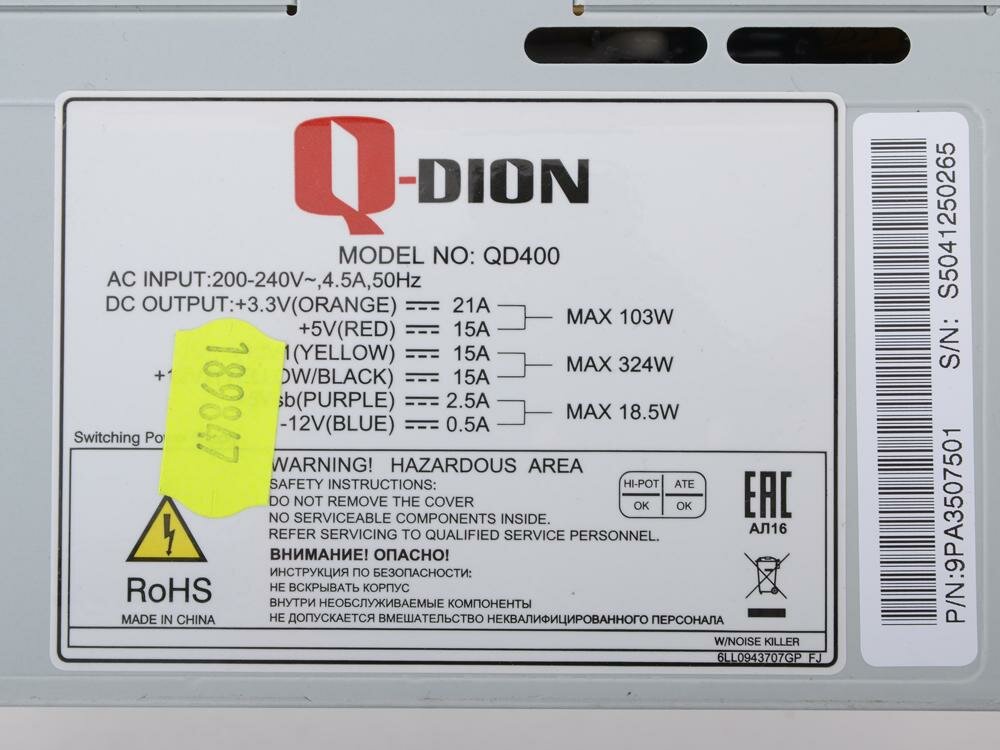 Q-DION
MODEL NO: QD400
AC INPUT:200-240V~,4.5A,50Hz
DC OUTPUT:+3.3V(ORANGE) 21A
MAX 103W
+5V(RED) 15A
1(YELLOW) 15A
MAX 324W
OW/BLACK) 15A
sb(PURPLE) 2.5A
MAX 18.5W
-12V(BLUE) 0.5A
Switching
189847
WARNING! HAZARDOUS AREA
SAFETY INSTRUCTIONS:
DO NOT REMOVE THE COVER
NO SERVICEABLE COMPONENTS INSIDE.
REFER SERVICING TO QUALIFIED SERVICE PERSONNEL.
ВНИМАНИЕ! ОПАСНО!
ИНСТРУКЦИЯ ПО БЕЗОПАСНОСТИ:
НЕ ВСКРЫВАТЬ КОРПУС
ВНУТРИ НЕОБСЛУЖИВАЕМЫЕ КОМПОНЕНТЫ
НЕ ДОПУСКАЕТСЯ ВМЕШАТЕЛЬСТВО НЕКВАЛИФИЦИРОВАННОГО ПЕРСОНАЛА
HI-POT ATE
OK OK
EAC
АЛ16
RoHS
MADE IN CHINA
W/NOISE KILLER
6LL0943707GP FJ
P/N:9PA3507501 S/N: S5041250265